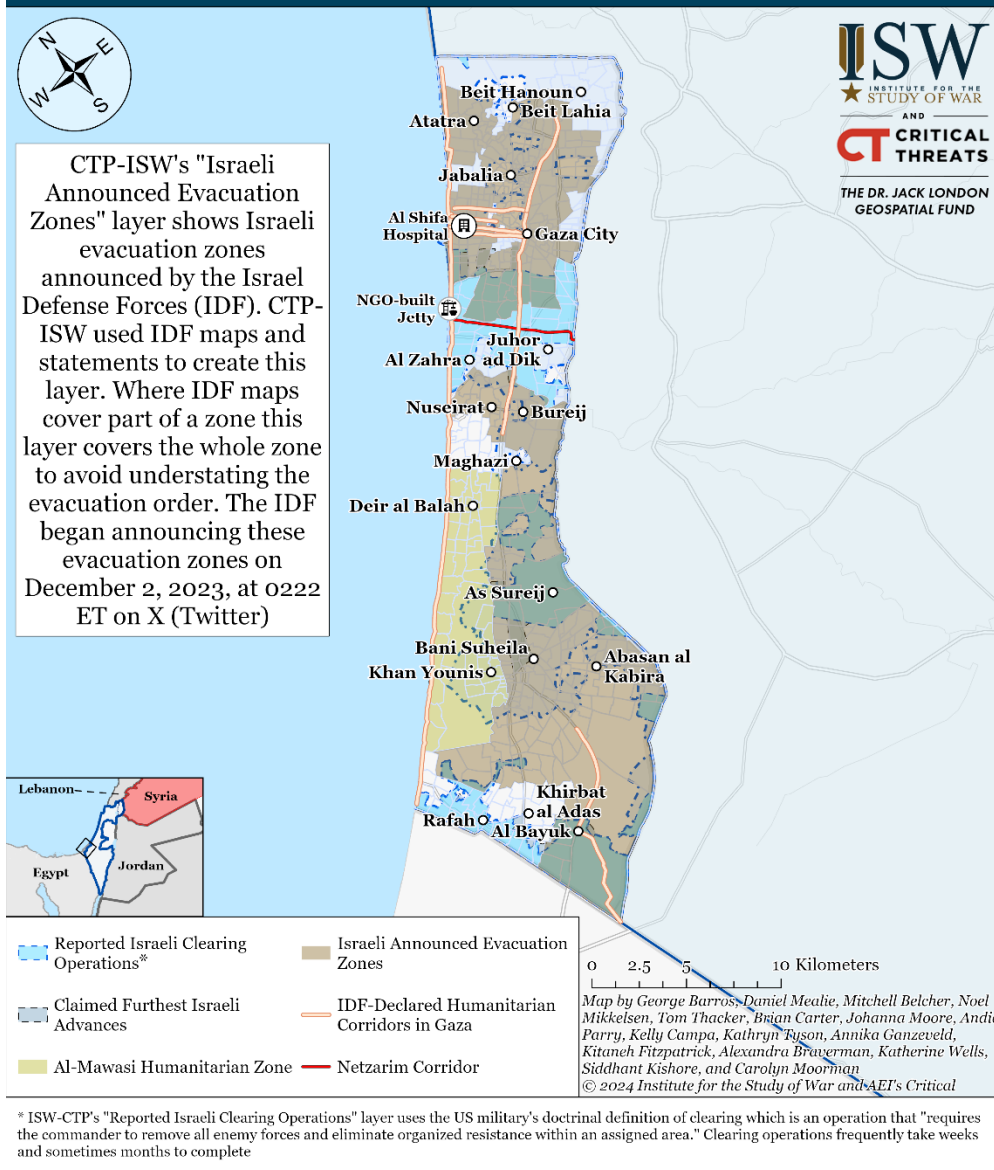 N
E
W
S
ISW
INSTITUTE FOR THE
STUDY OF WAR
AND
CT CRITICAL
THREATS
THE DR. JACK LONDON
GEOSPATIAL FUND
CTP-ISW's "Israeli
Announced Evacuation
Zones" layer shows Israeli
evacuation zones
announced by the Israel
Defense Forces (IDF). CTP-
ISW used IDF maps and
statements to create this
layer. Where IDF maps
cover part of a zone this
layer covers the whole zone
to avoid understating the
evacuation order. The IDF
began announcing these
evacuation zones on
December 2, 2023, at 0222
ET on X (Twitter)
Beit Hanoun
Beit Lahia
Atatra
Jabalia
Al Shifa
Hospital
Gaza City
NGO-built
Jetty
Juhor
ad Dik
Al Zahra
Nuseirat
Bureij
Maghazi
Deir al Balah
As Sureij
Bani Suheila
Abasan al
Kabira
Khan Younis
Khirbat
al Adas
Rafah
Al Bayuk
Lebanon
Syria
Egypt
Jordan
Reported Israeli Clearing
Operations*
Claimed Furthest Israeli
Advances
Al-Mawasi Humanitarian Zone
Israeli Announced Evacuation
Zones
IDF-Declared Humanitarian
Corridors in Gaza
Netzarim Corridor
0 2.5 5 10 Kilometers
Map by George Barros, Daniel Mealie, Mitchell Belcher, Noel
Mikkelsen, Tom Thacker, Brian Carter, Johanna Moore, Andie
Parry, Kelly Campa, Kathryn Tyson, Annika Ganzeveld,
Kitaneh Fitzpatrick, Alexandra Braverman, Katherine Wells,
Siddhant Kishore, and Carolyn Moorman
© 2024 Institute for the Study of War and AEI's Critical
* ISW-CTP's "Reported Israeli Clearing Operations" layer uses the US military's doctrinal definition of clearing which is an operation that "requires
the commander to remove all enemy forces and eliminate organized resistance within an assigned area." Clearing operations frequently take weeks
and sometimes months to complete